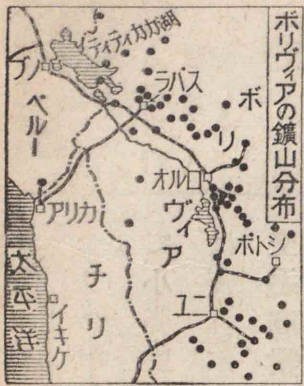 ボリヴィアの鑛山分布
ティティカカ湖
プノ
ペルー
ラパス
ボリヴィア
オルロ
アリカ
ポトシ
チリ
ユニ
太平洋
イキケ